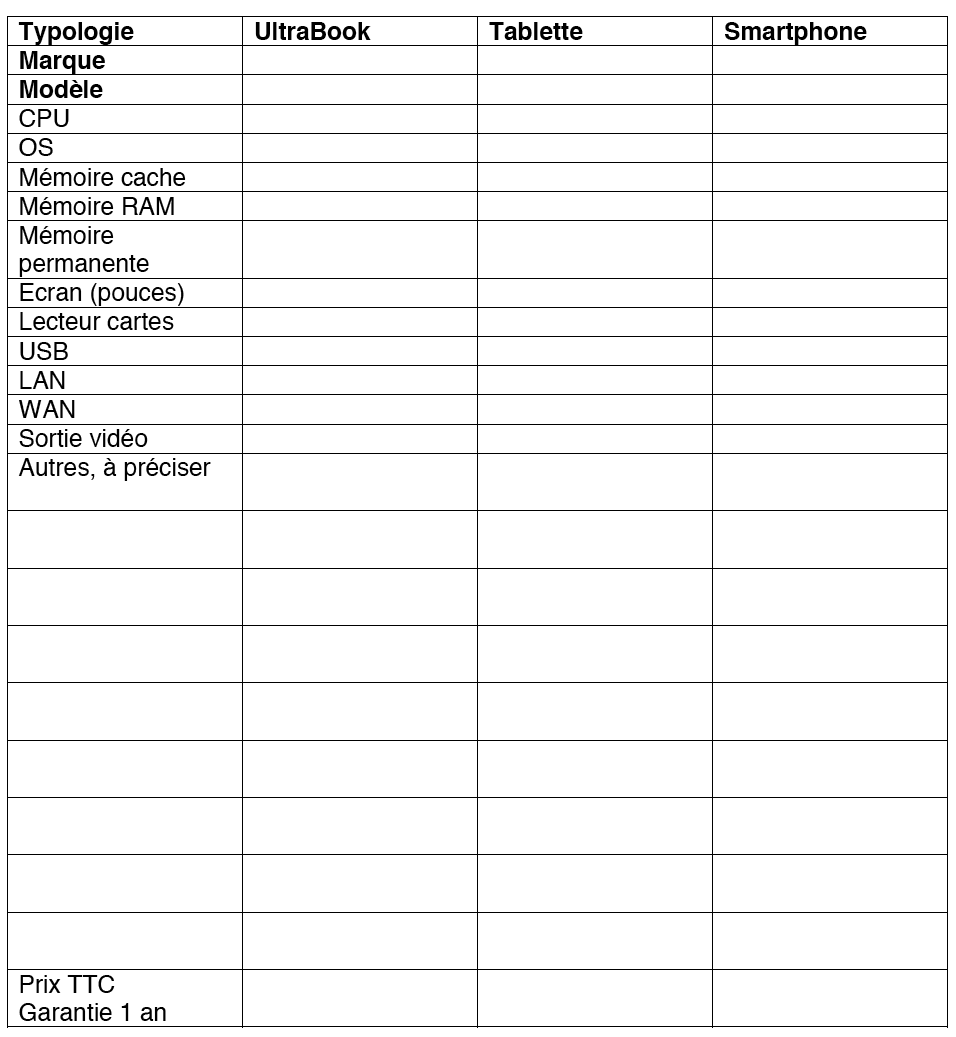 Typologie UltraBook Tablette Smartphone
Marque
Modèle
CPU
OS
Mémoire cache
Mémoire RAM
Mémoire
permanente
Ecran (pouces)
Lecteur cartes
USB
LAN
WAN
Sortie vidéo
Autres, à préciser
Prix TTC
Garantie 1 an